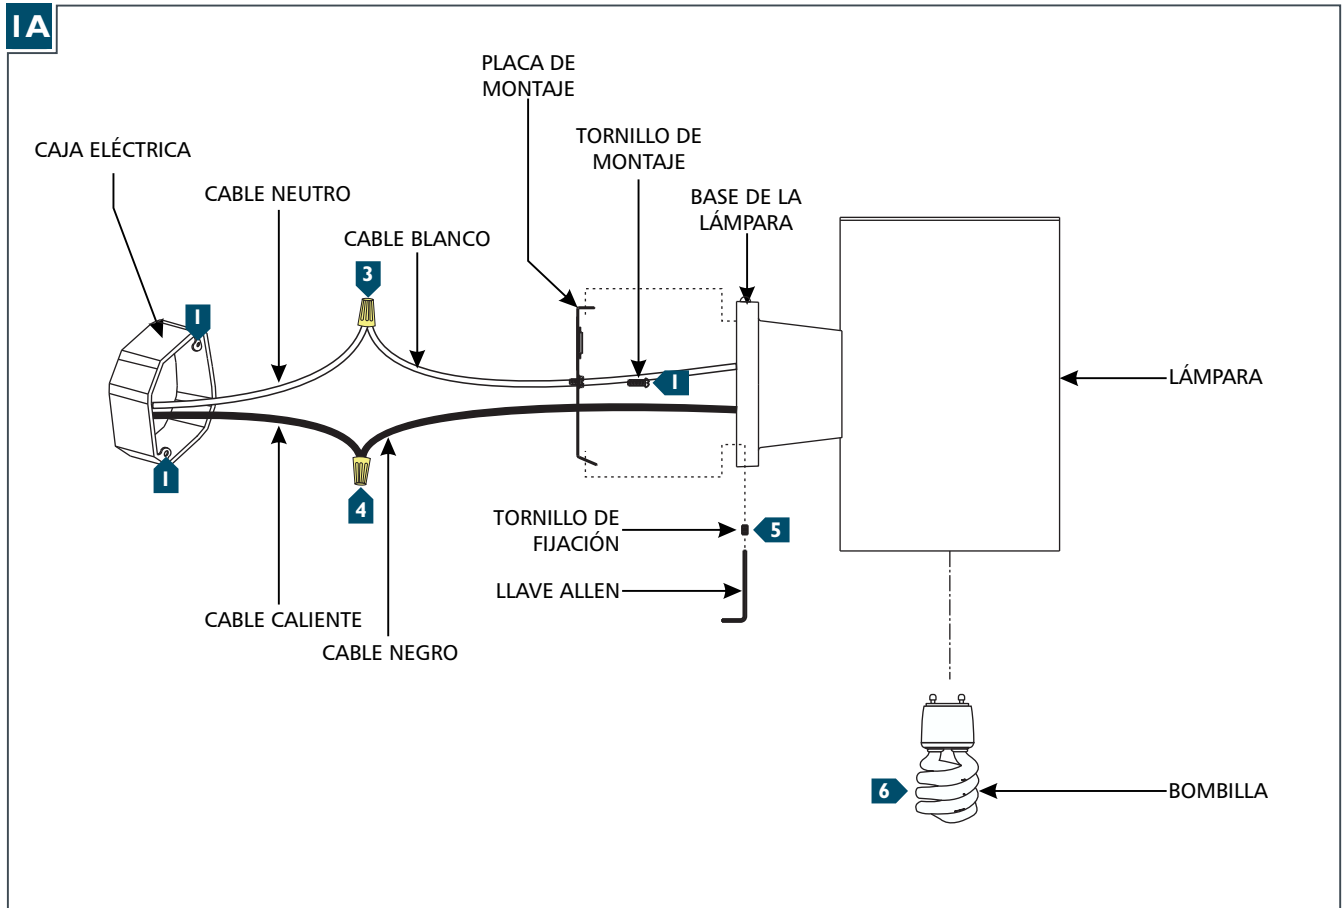 1A
PLACA DE
MONTAJE
TORNILLO DE
MONTAJE
CAJA ELÉCTRICA
CABLE NEUTRO
BASE DE LA
LÁMPARA
CABLE BLANCO
3
1
1
LÁMPARA
1
4
TORNILLO DE
FIJACIÓN
5
LLAVE ALLEN
CABLE CALIENTE
CABLE NEGRO
6
BOMBILLA